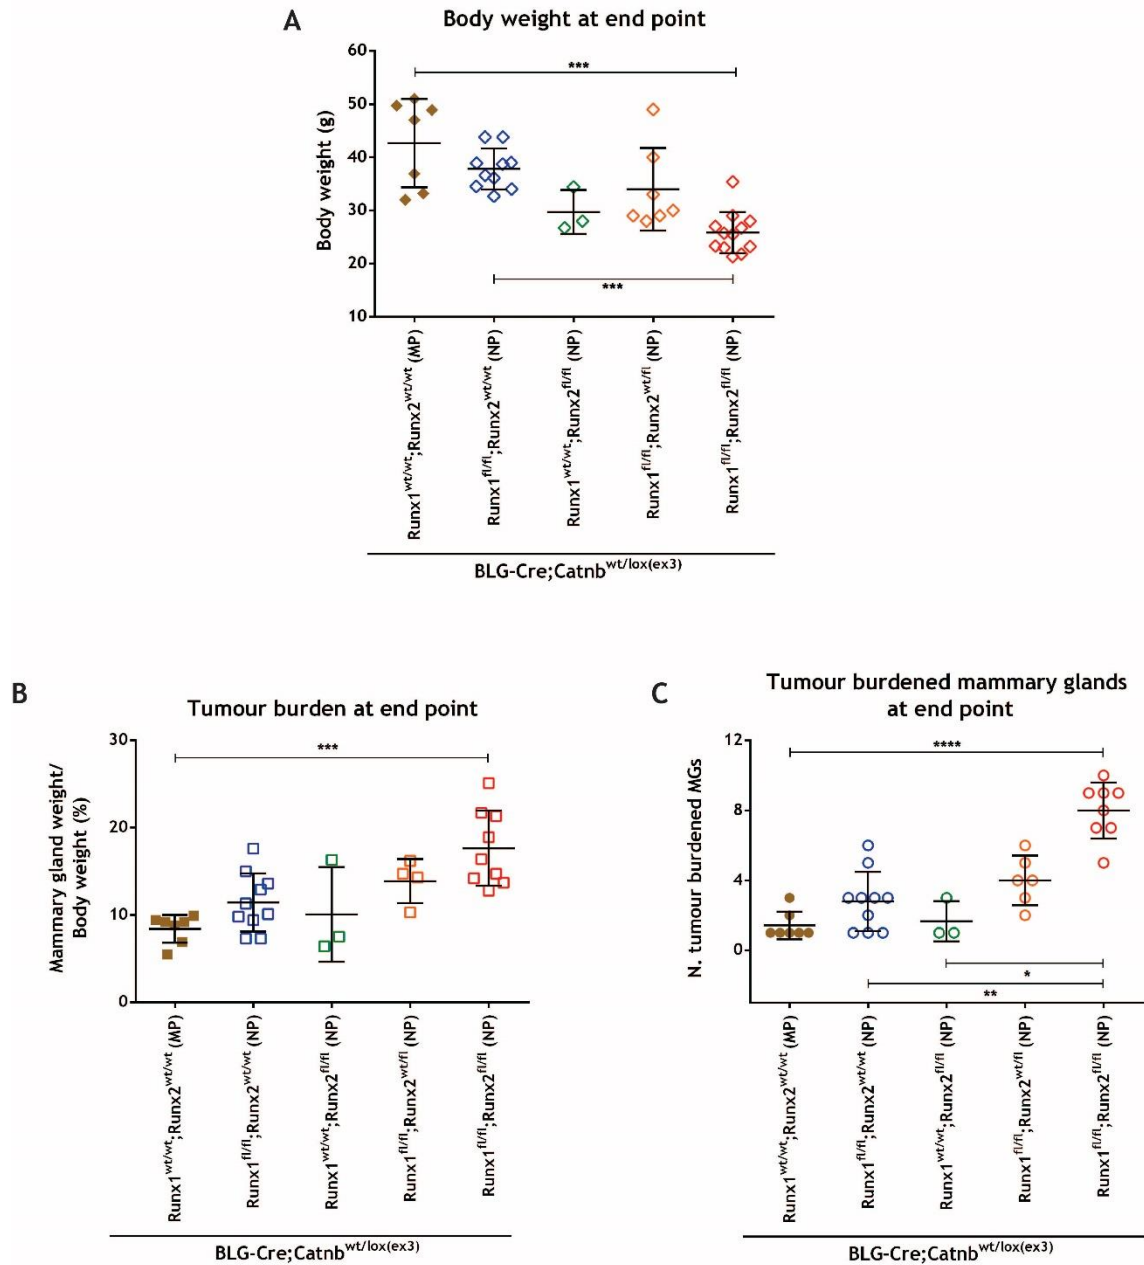 A
Body weight at end point
Body weight (g)
60
50
40
30
20
10
***
***
Runx1wt/wt;Runx2wt/wt (MP)
Runx1fl/fl;Runx2wt/wt (NP)
Runx1wt/wt;Runx2fl/fl (NP)
Runx1fl/fl;Runx2wt/fl (NP)
Runx1fl/fl;Runx2fl/fl (NP)
BLG-Cre;Catnbwt/lox(ex3)
B
Tumour burden at end point
Mammary gland weight/
Body weight (%)
30
20
10
0
***
Runx1wt/wt;Runx2wt/wt (MP)
Runx1fl/fl;Runx2wt/wt (NP)
Runx1wt/wt;Runx2fl/fl (NP)
Runx1fl/fl;Runx2wt/fl (NP)
Runx1fl/fl;Runx2fl/fl (NP)
BLG-Cre;Catnbwt/lox(ex3)
C
Tumour burdened mammary glands
at end point
N. tumour burdened MGs
12
8
4
0
****
*
**
Runx1wt/wt;Runx2wt/wt (MP)
Runx1fl/fl;Runx2wt/wt (NP)
Runx1wt/wt;Runx2fl/fl (NP)
Runx1fl/fl;Runx2wt/fl (NP)
Runx1fl/fl;Runx2fl/fl (NP)
BLG-Cre;Catnbwt/lox(ex3)